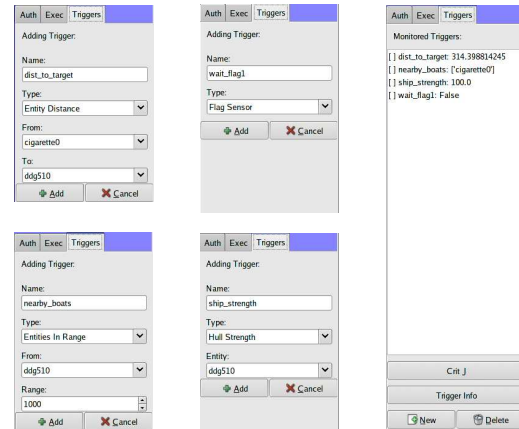 Auth Exec Triggers
Adding Trigger:
Name:
dist_to_target
Type:
Entity Distance
From:
cigarette0
To:
ddg510
Add Cancel
Auth Exec Triggers
Adding Trigger:
Name:
wait_flag1
Type:
Flag Sensor
Add Cancel
Auth Exec Triggers
Adding Trigger:
Name:
nearby_boats
Type:
Entities In Range
From:
ddg510
Range:
1000
Add Cancel
Auth Exec Triggers
Adding Trigger:
Name:
ship_strength
Type:
Hull Strength
Entity:
ddg510
Add Cancel
Auth Exec Triggers
Monitored Triggers:
[ ] dist_to_target: 314.398814245
[ ] nearby_boats: ['cigarette0']
[ ] ship_strength: 100.0
[ ] wait_flag1: False
Crit J
Trigger Info
New Delete